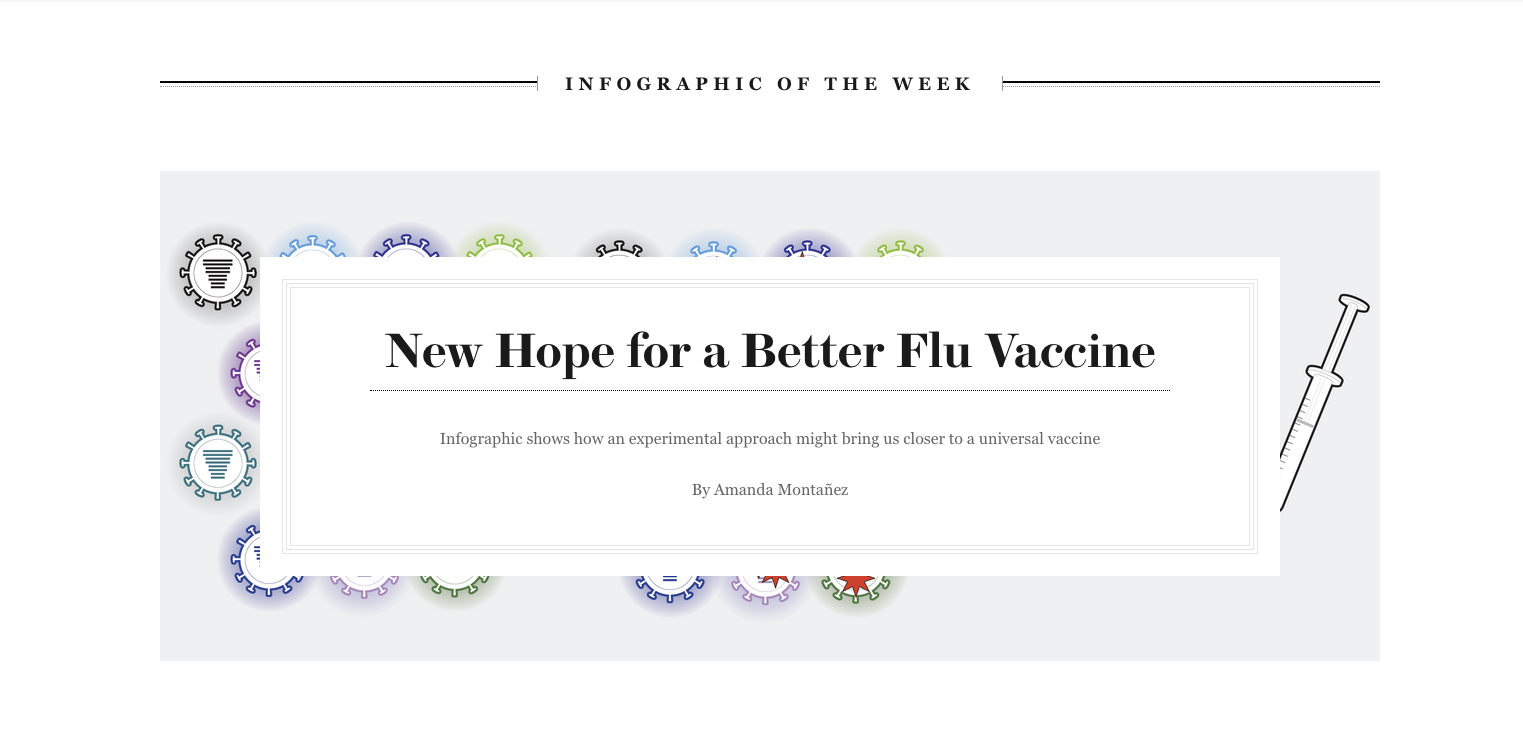 INFOGRAPHIC OF THE WEEK
New Hope for a Better Flu Vaccine
Infographic shows how an experimental approach might bring us closer to a universal vaccine
By Amanda Montañez